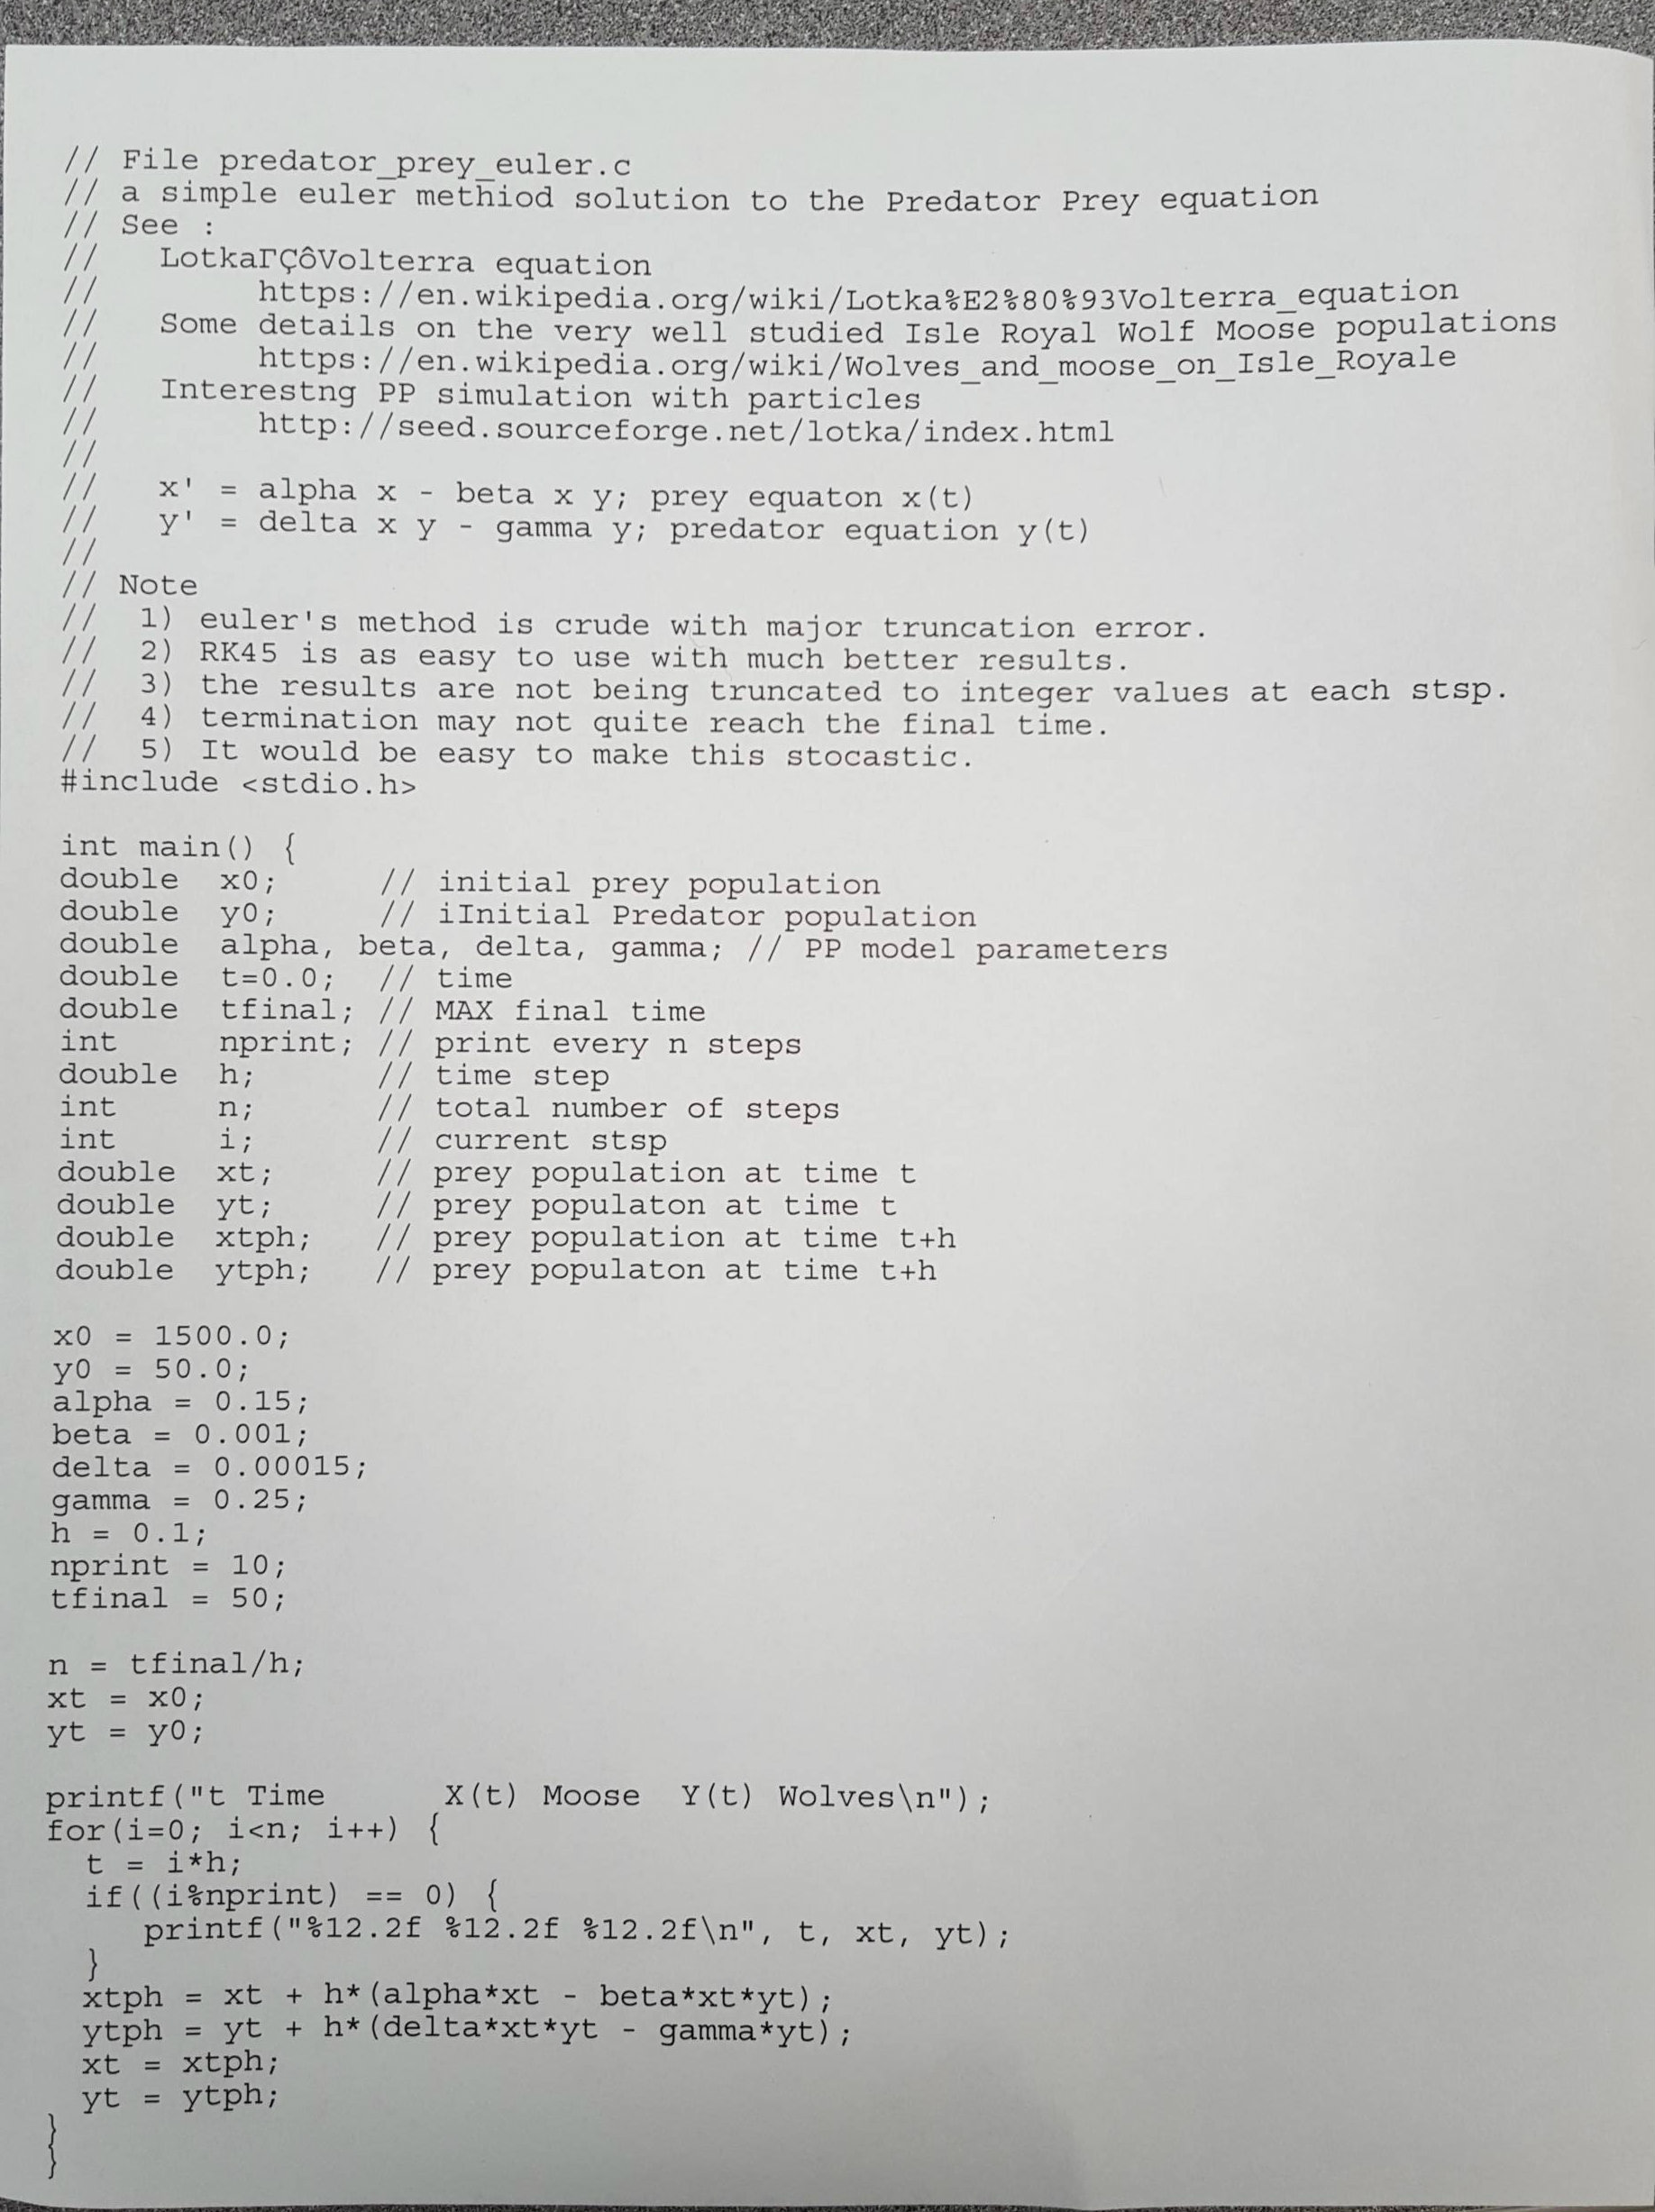 // File predator_prey_euler.c
// a simple euler methiod solution to the Predator Prey equation
// See :
//   LotkaΓÇôVolterra equation
//        https://en.wikipedia.org/wiki/Lotka%E2%80%93Volterra_equation
//   Some details on the very well studied Isle Royal Wolf Moose populations
//        https://en.wikipedia.org/wiki/Wolves_and_moose_on_Isle_Royale
//   Interestng PP simulation with particles
//        http://seed.sourceforge.net/lotka/index.html
//
//   x' = alpha x - beta x y; prey equaton x(t)
//   y' = delta x y - gamma y; predator equation y(t)
//
// Note
//  1) euler's method is crude with major truncation error.
//  2) RK45 is as easy to use with much better results.
//  3) the results are not being truncated to integer values at each stsp.
//  4) termination may not quite reach the final time.
//  5) It would be easy to make this stocastic.
#include <stdio.h>

int main() {
double  x0;     // initial prey population
double  y0;     // iInitial Predator population
double  alpha, beta, delta, gamma; // PP model parameters
double  t=0.0;  // time
double  tfinal; // MAX final time
int     nprint; // print every n steps
double  h;      // time step
int     n;      // total number of steps
int     i;      // current stsp
double  xt;     // prey population at time t
double  yt;     // prey populaton at time t
double  xtph;   // prey population at time t+h
double  ytph;   // prey populaton at time t+h

x0 = 1500.0;
y0 = 50.0;
alpha = 0.15;
beta = 0.001;
delta = 0.00015;
gamma = 0.25;
h = 0.1;
nprint = 10;
tfinal = 50;

n = tfinal/h;
xt = x0;
yt = y0;

printf("t Time      X(t) Moose  Y(t) Wolves\n");
for(i=0; i<n; i++) {
  t = i*h;
  if((i%nprint) == 0) {
     printf("%12.2f %12.2f %12.2f\n", t, xt, yt);
  }
  xtph = xt + h*(alpha*xt - beta*xt*yt);
  ytph = yt + h*(delta*xt*yt - gamma*yt);
  xt = xtph;
  yt = ytph;
}
}